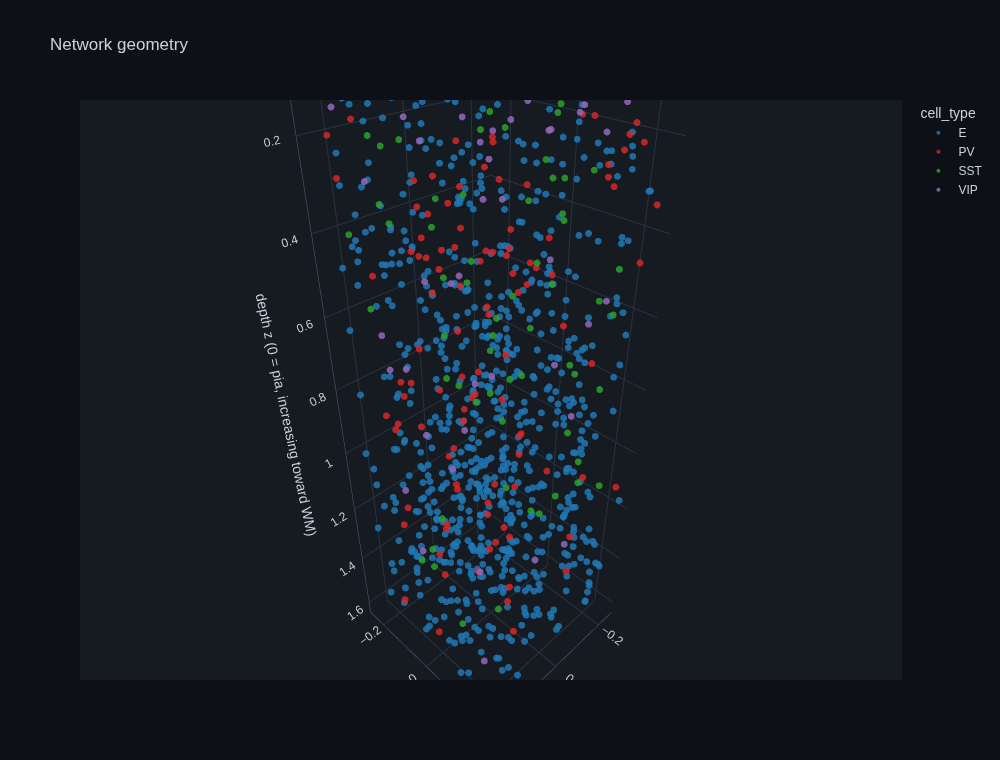 Network geometry
cell_type
E
PV
SST
VIP
0.2
0.4
0.6
0.8
1
1.2
1.4
1.6
depth z (0 = pia, increasing toward WM)
−0.2
0
−0.2
0